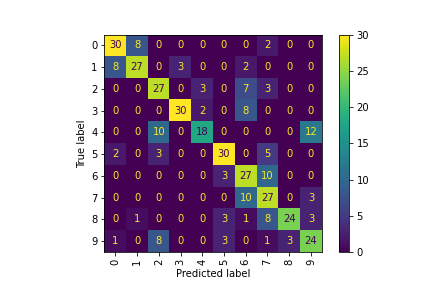 0 30 8 0 0 0 0 0 2 0 0
1 8 27 0 3 0 0 2 0 0 0
2 0 0 27 0 3 0 7 3 0 0
3 0 0 0 30 2 0 8 0 0 0
4 0 0 10 0 18 0 0 0 0 12
5 2 0 3 0 0 30 0 5 0 0
6 0 0 0 0 0 3 27 10 0 0
7 0 0 0 0 0 0 10 27 0 3
8 0 1 0 0 0 3 1 8 24 3
9 1 0 8 0 0 3 0 1 3 24
0 1 2 3 4 5 6 7 8 9
Predicted label
True label
30
25
20
15
10
5
0